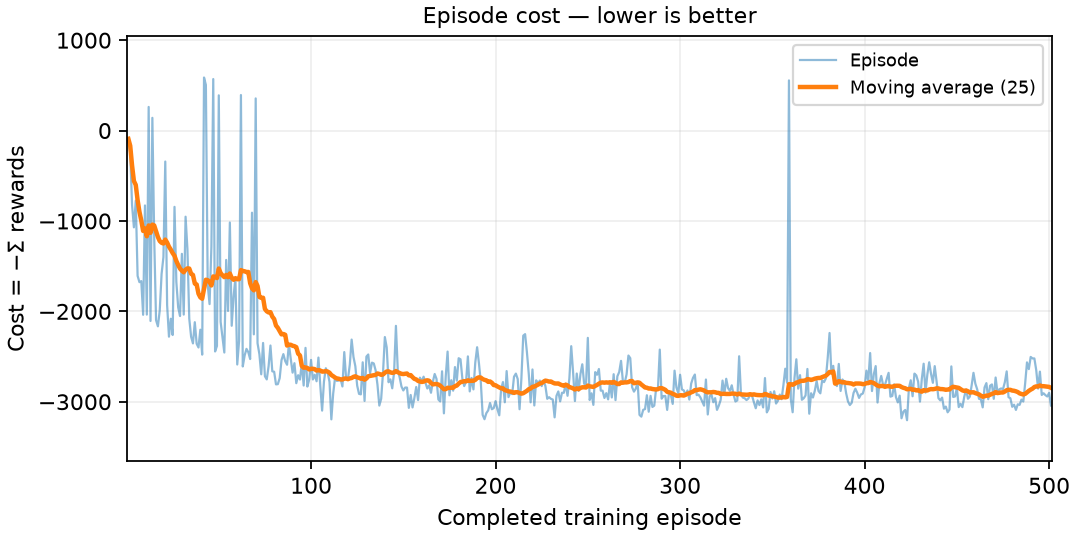 Episode cost — lower is better
Cost = −Σ rewards
1000
0
−1000
−2000
−3000
Episode
Moving average (25)
100
200
300
400
500
Completed training episode